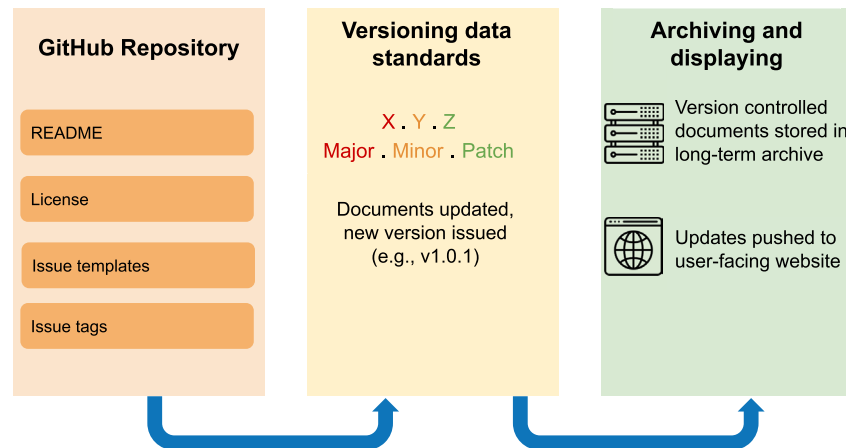 GitHub Repository
README
License
Issue templates
Issue tags
Versioning data
standards
X . Y . Z
Major . Minor . Patch
Documents updated,
new version issued
(e.g., v1.0.1)
Archiving and
displaying
Version controlled
documents stored in
long-term archive
Updates pushed to
user-facing website